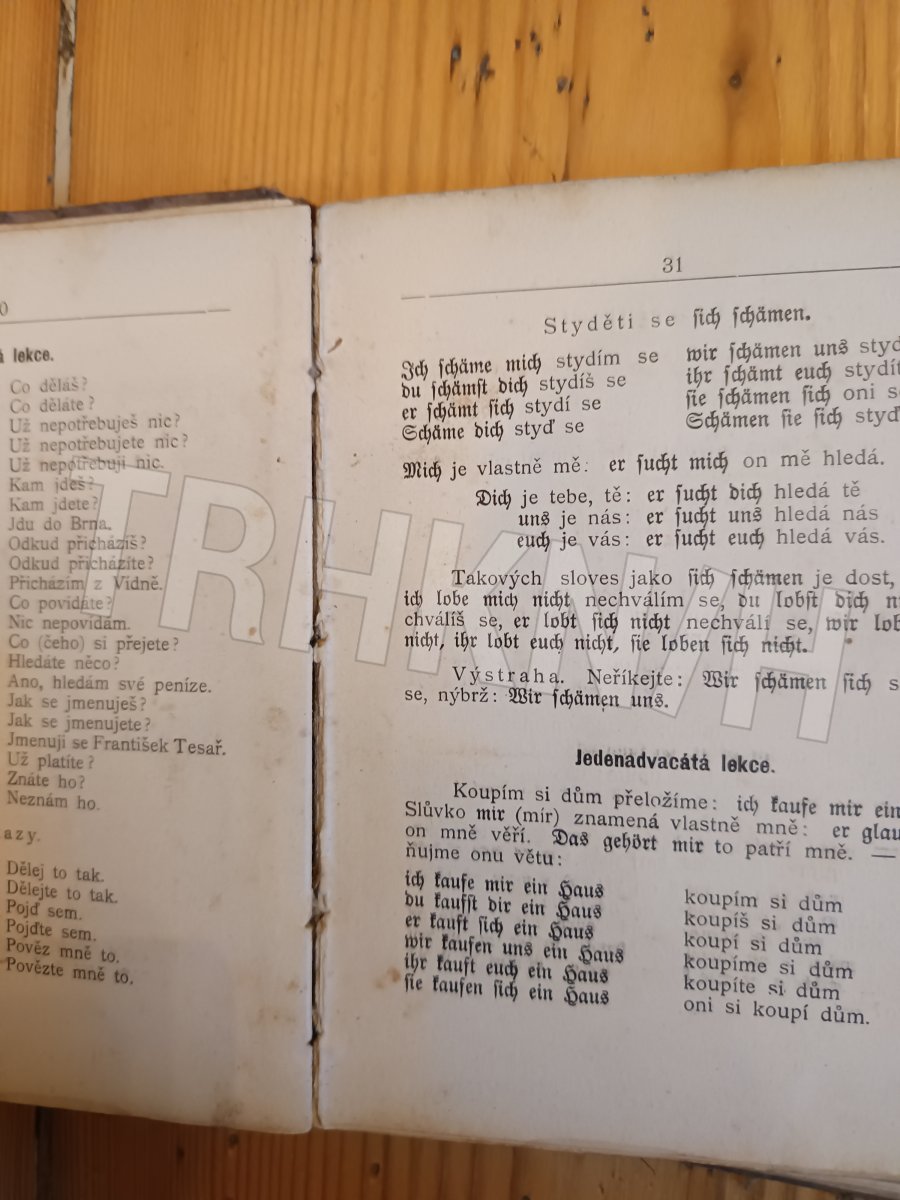 0
á lekce.
Co děláš?
Co děláte?
Už nepotřebuješ nic?
Už nepotřebujete nic?
Už nepotřebuji nic.
Kam jdeš?
Kam jdete?
Jdu do Brna.
Odkud přicházíš?
Odkud přicházíte?
Přicházím z Vídně.
Co povídáte?
Nic nepovídám.
Co (čeho) si přejete?
Hledáte něco?
Ano, hledám své peníze.
Jak se jmenuješ?
Jak se jmenujete?
Jmenuji se František Tesař.
Už platíte?
Znáte ho?
Neznám ho.
azy.
Dělej to tak.
Dělejte to tak.
Pojď sem.
Pojďte sem.
Pověz mně to.
Povězte mně to.
31
Styděti se ſich ſchämen.
Ich ſchäme mich stydím se
du ſchämſt dich stydíš se
er ſchämt ſich stydí se
Schäme dich styď se
wir ſchämen uns styd
ihr ſchämt euch stydít
ſie ſchämen ſich oni se
Schämen ſie ſich styď
Mich je vlastně mě: er ſucht mich on mě hledá.
Dich je tebe, tě: er ſucht dich hledá tě
uns je nás: er ſucht uns hledá nás
euch je vás: er ſucht euch hledá vás.
Takových sloves jako ſich ſchämen je dost,
ich lobe mich nicht nechválím se, du lobſt dich n
chválíš se, er lobt ſich nicht nechválí se, wir lob
nicht, ihr lobt euch nicht, ſie loben ſich nicht.
Výstraha. Neříkejte: Wir ſchämen ſich s
se, nýbrž: Wir ſchämen uns.
Jedenadvacátá lekce.
Koupím si dům přeložíme: ich kaufe mir ein
Slůvko mir (mír) znamená vlastně mně: er glau
on mně věří. Das gehört mir to patří mně. —
ňujme onu větu:
ich kaufe mir ein Haus
du kaufſt dir ein Haus
er kauft ſich ein Haus
wir kaufen uns ein Haus
ihr kauft euch ein Haus
ſie kaufen ſich ein Haus
koupím si dům
koupíš si dům
koupí si dům
koupíme si dům
koupíte si dům
oni si koupí dům.
TRHKNIH